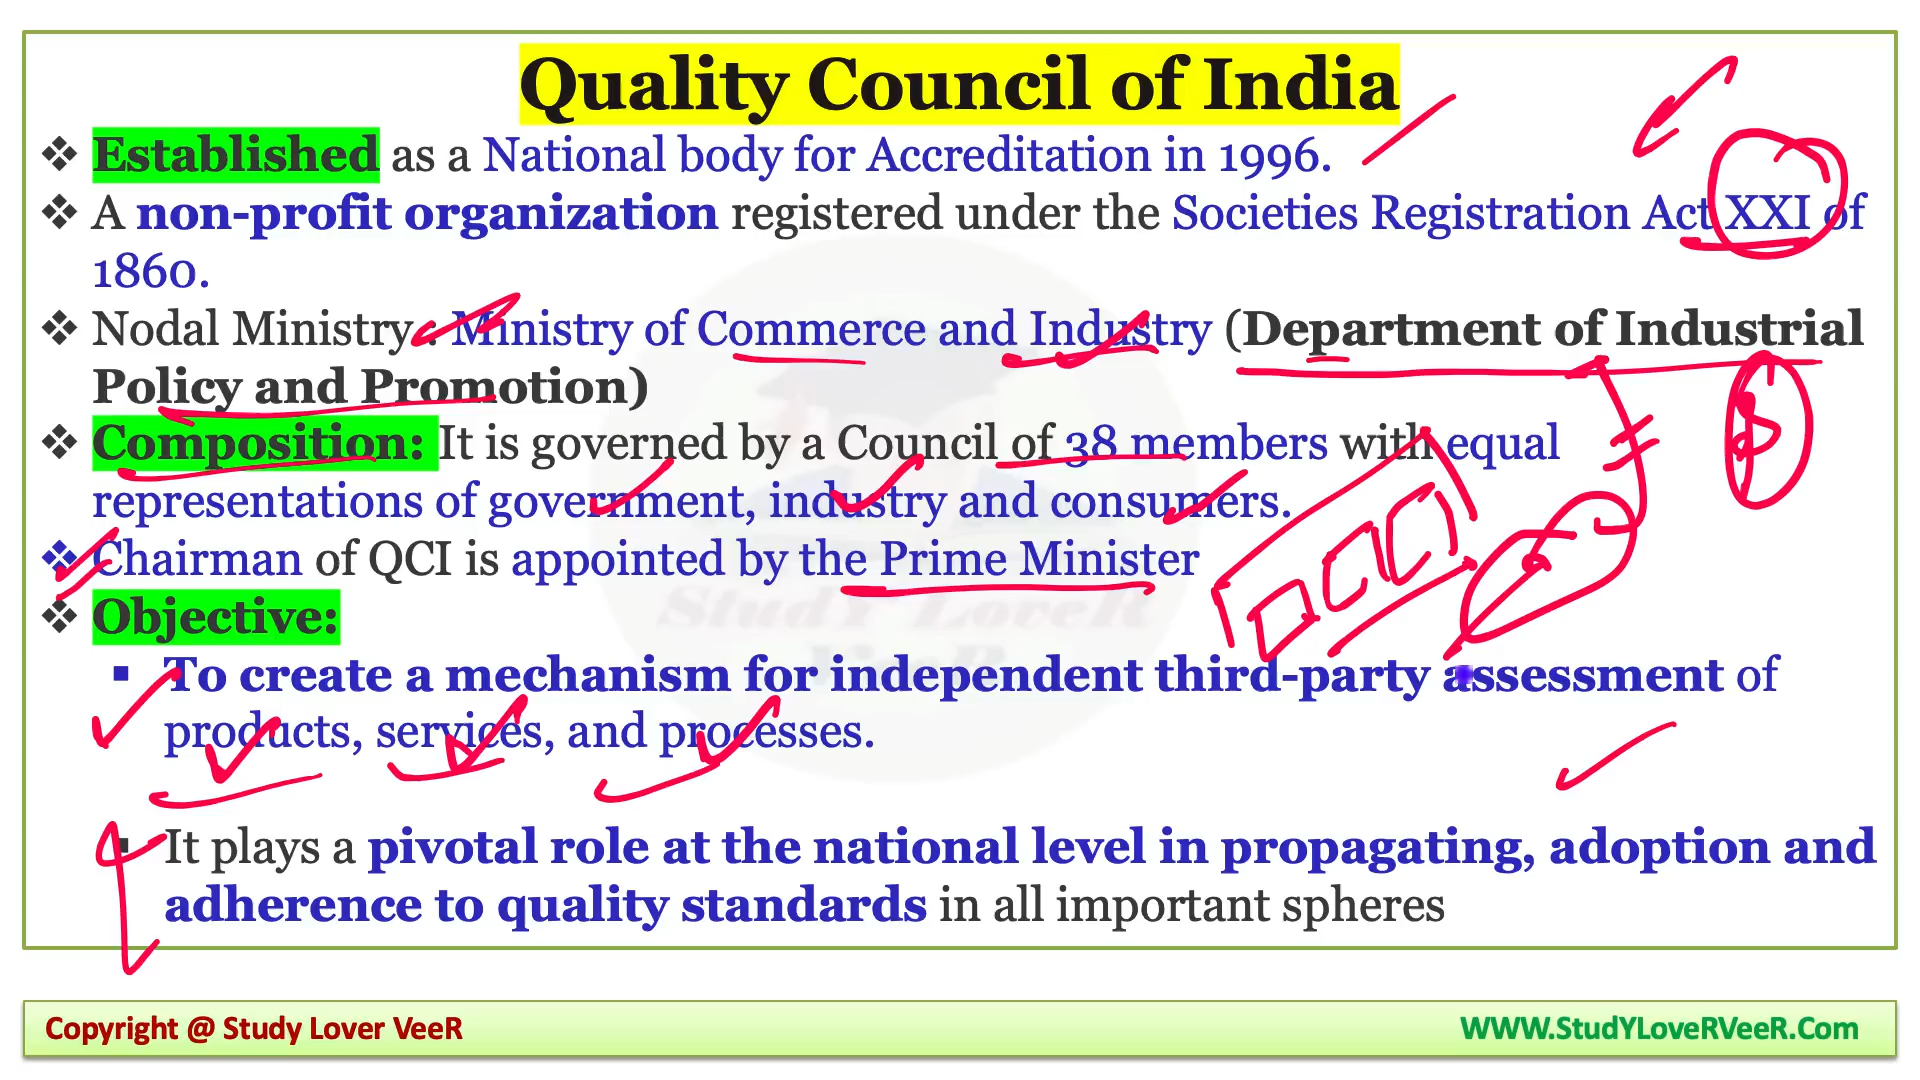 Quality Council of India
❖ Established as a National body for Accreditation in 1996.
❖ A non-profit organization registered under the Societies Registration Act XXI of
1860.
❖ Nodal Ministry : Ministry of Commerce and Industry (Department of Industrial
Policy and Promotion)
❖ Composition: It is governed by a Council of 38 members with equal
representations of government, industry and consumers.
❖ Chairman of QCI is appointed by the Prime Minister
❖ Objective:
▪ To create a mechanism for independent third-party assessment of
products, services, and processes.
▪ It plays a pivotal role at the national level in propagating, adoption and
adherence to quality standards in all important spheres
StudY LoveR
VeeR
Copyright @ Study Lover VeeR
WWW.StudYLoveRVeeR.Com